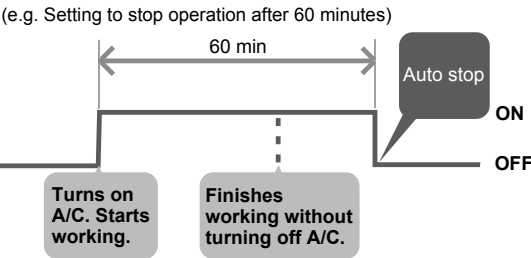 (e.g. Setting to stop operation after 60 minutes)
60 min
Auto stop
ON
OFF
Turns on
A/C. Starts
working.
Finishes
working without
turning off A/C.